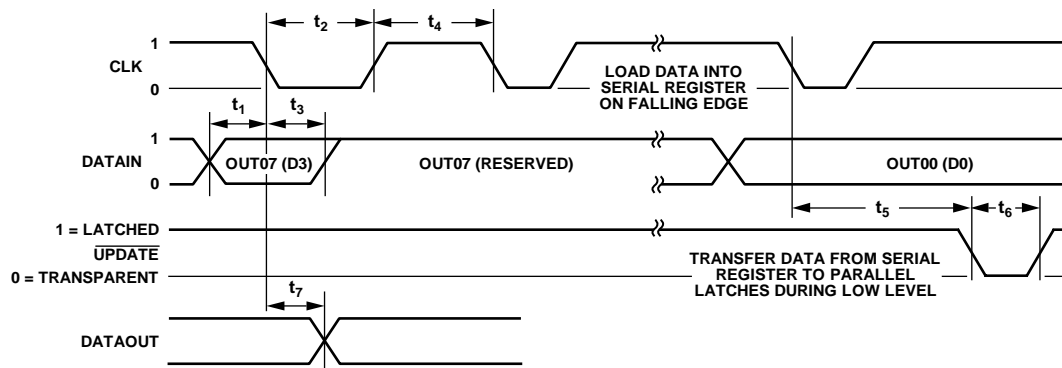 t2
t4
1
CLK
0
LOAD DATA INTO
SERIAL REGISTER
ON FALLING EDGE
t1
t3
1
DATAIN
0
OUT07 (D3)
OUT07 (RESERVED)
OUT00 (D0)
t5
t6
1 = LATCHED
UPDATE
0 = TRANSPARENT
TRANSFER DATA FROM SERIAL
REGISTER TO PARALLEL
LATCHES DURING LOW LEVEL
t7
DATAOUT